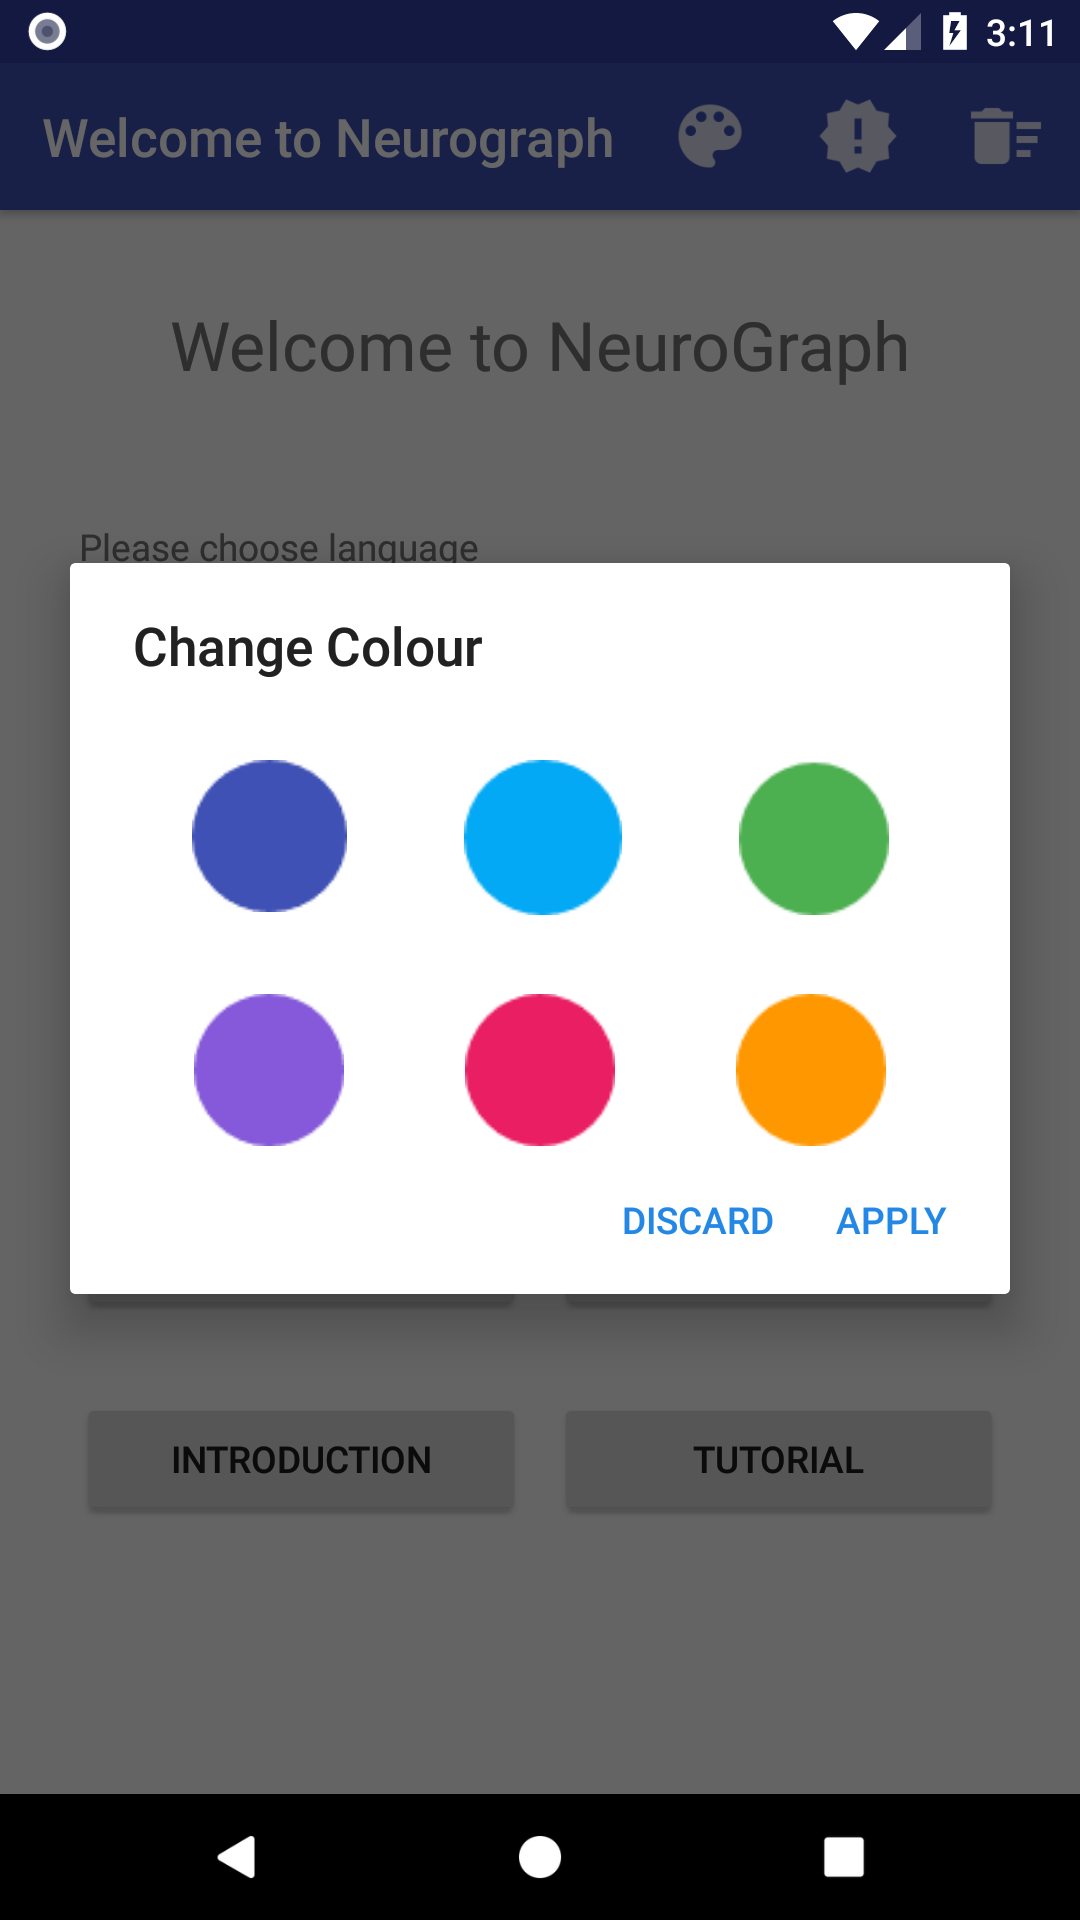 3:11
Welcome to Neurograph
Welcome to NeuroGraph
Please choose language
Change Colour
DISCARD APPLY
INTRODUCTION TUTORIAL